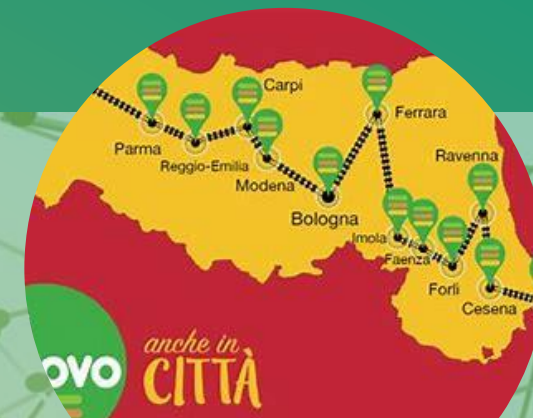 Carpi
Ferrara
Parma
Reggio-Emilia
Modena
Ravenna
Bologna
Imola
Faenza
Forlì
Cesena
OVO
anche in
CITTÀ